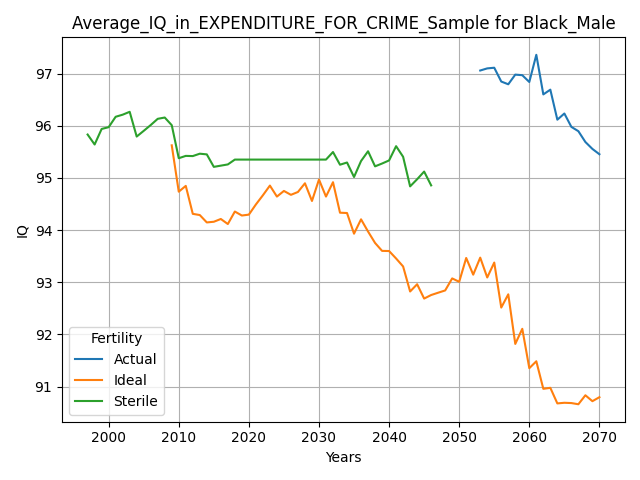 Average_IQ_in_EXPENDITURE_FOR_CRIME_Sample for Black_Male
IQ
97
96
95
94
93
92
91
Fertility
Actual
Ideal
Sterile
2000 2010 2020 2030 2040 2050 2060 2070
Years